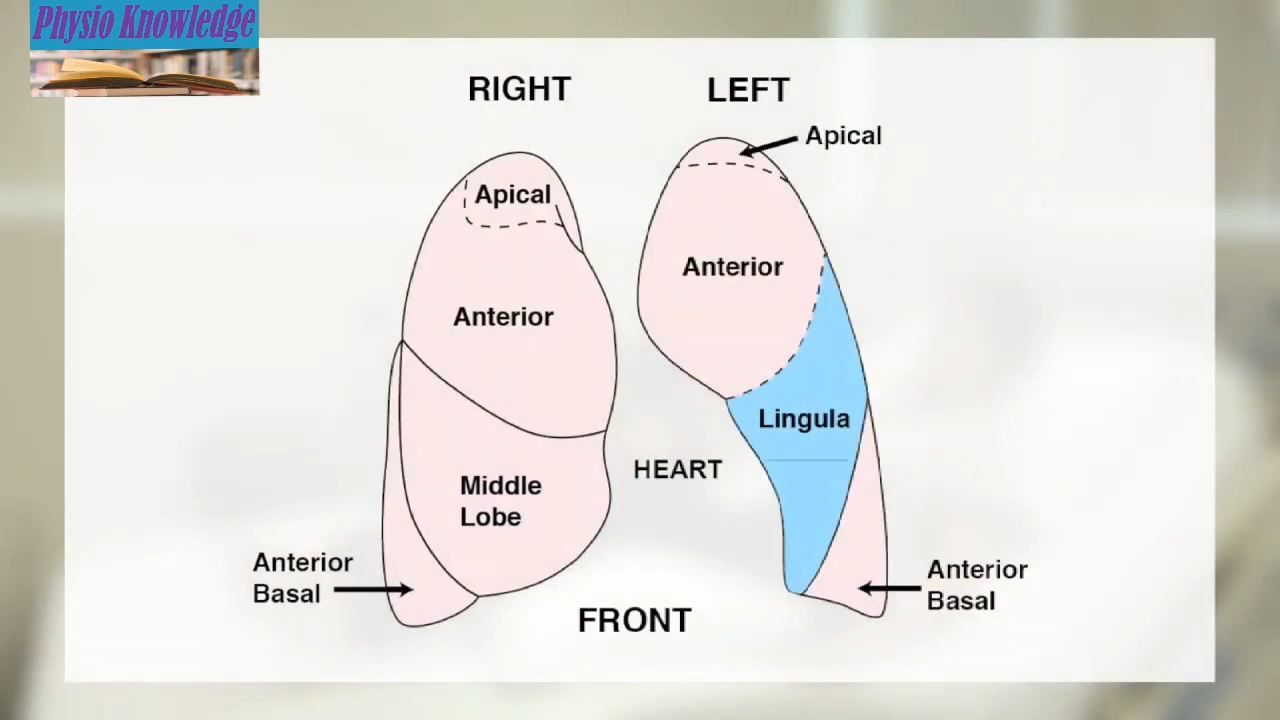 Physio Knowledge
RIGHT
LEFT
Apical
Apical
Anterior
Anterior
Lingula
HEART
Middle
Lobe
Anterior
Basal
Anterior
Basal
FRONT